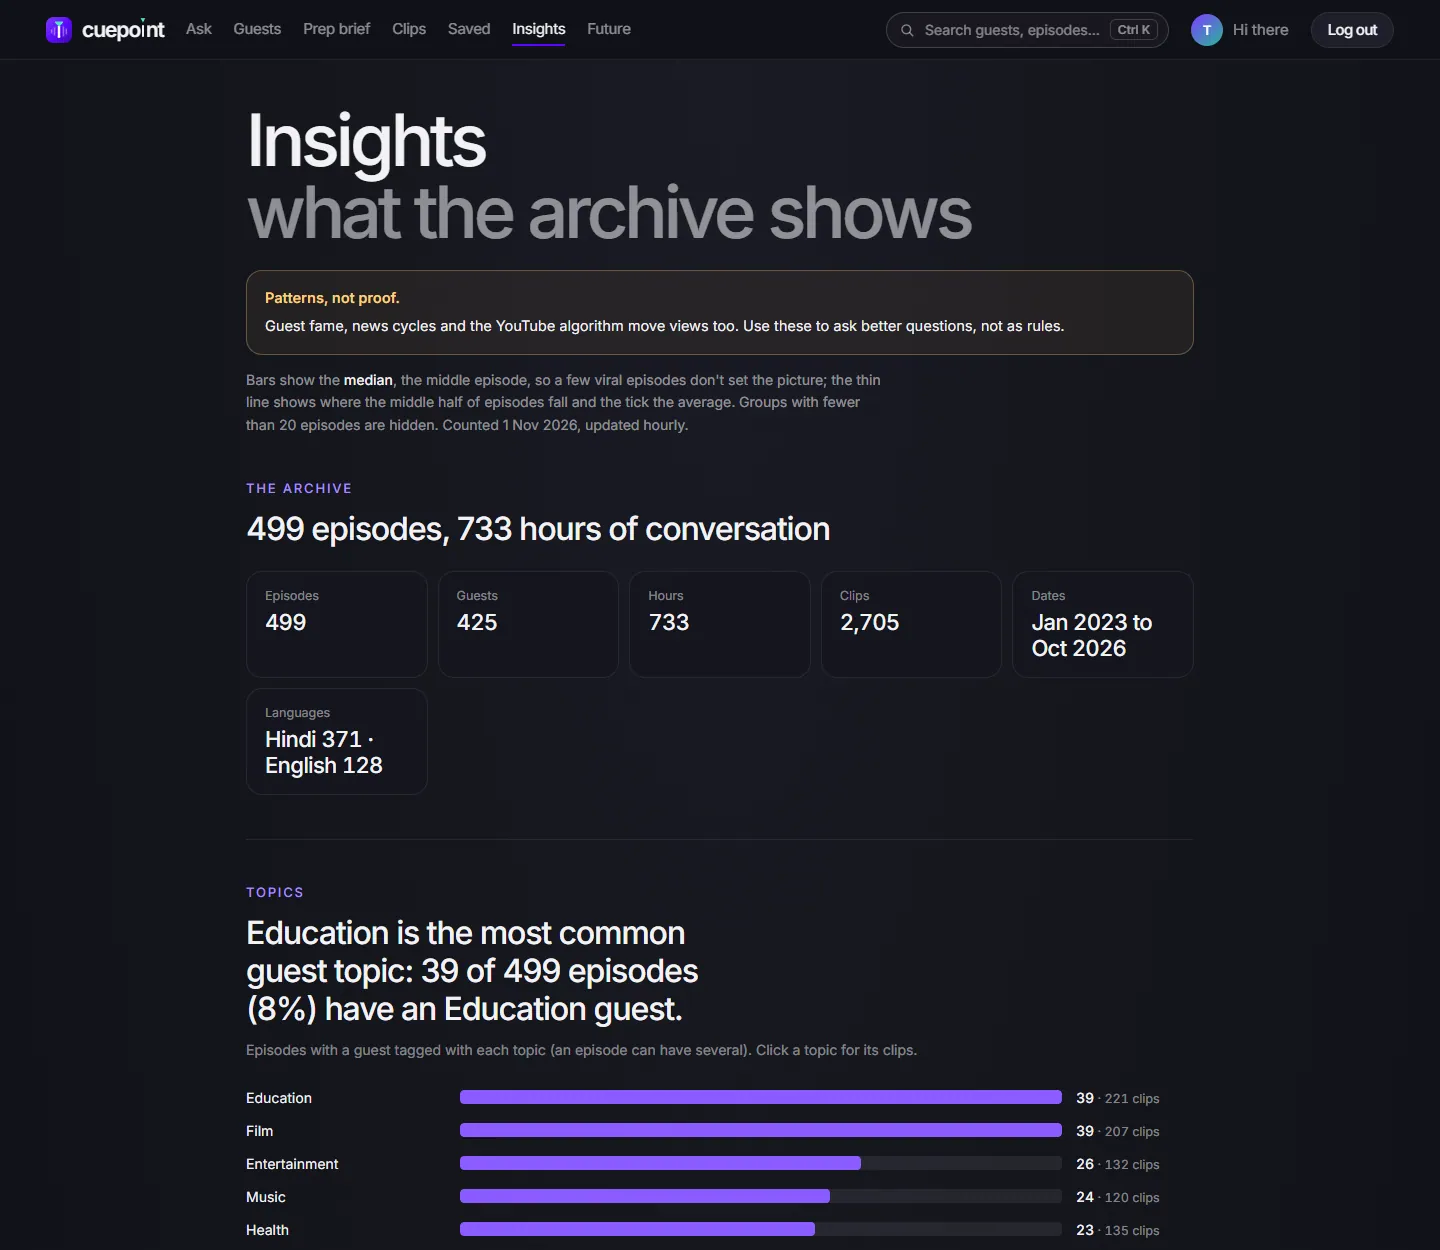 cuepoint
Ask
Guests
Prep brief
Clips
Saved
Insights
Future
Search guests, episodes...
Ctrl K
T
Hi there
Log out
Insights
what the archive shows
Patterns, not proof.
Guest fame, news cycles and the YouTube algorithm move views too. Use these to ask better questions, not as rules.
Bars show the median, the middle episode, so a few viral episodes don't set the picture; the thin
line shows where the middle half of episodes fall and the tick the average. Groups with fewer
than 20 episodes are hidden. Counted 1 Nov 2026, updated hourly.
THE ARCHIVE
499 episodes, 733 hours of conversation
Episodes
499
Guests
425
Hours
733
Clips
2,705
Dates
Jan 2023 to
Oct 2026
Languages
Hindi 371 ·
English 128
TOPICS
Education is the most common
guest topic: 39 of 499 episodes
(8%) have an Education guest.
Episodes with a guest tagged with each topic (an episode can have several). Click a topic for its clips.
Education 39 · 221 clips
Film 39 · 207 clips
Entertainment 26 · 132 clips
Music 24 · 120 clips
Health 23 · 135 clips